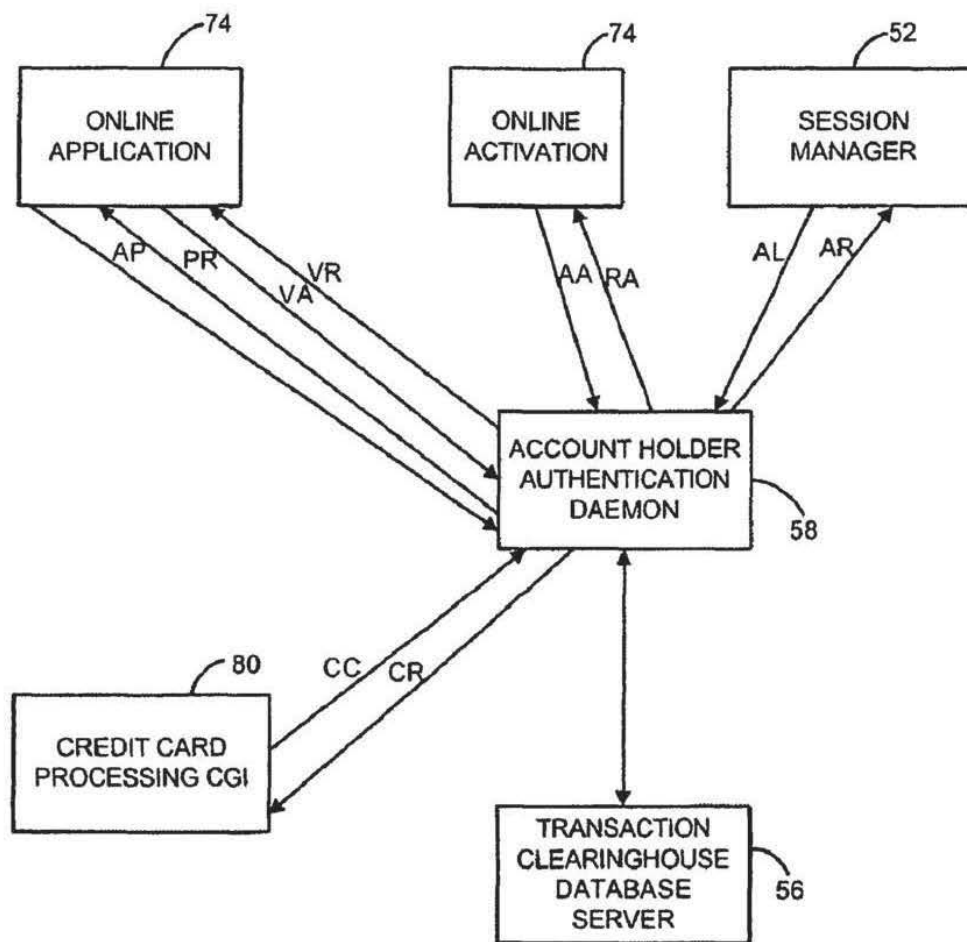 74
74
52
ONLINE
APPLICATION
ONLINE
ACTIVATION
SESSION
MANAGER
AP
PR
VA
VR
AA
RA
AL
AR
ACCOUNT HOLDER
AUTHENTICATION
DAEMON
58
80
CC
CR
CREDIT CARD
PROCESSING CGI
TRANSACTION
CLEARINGHOUSE
DATABASE
SERVER
56